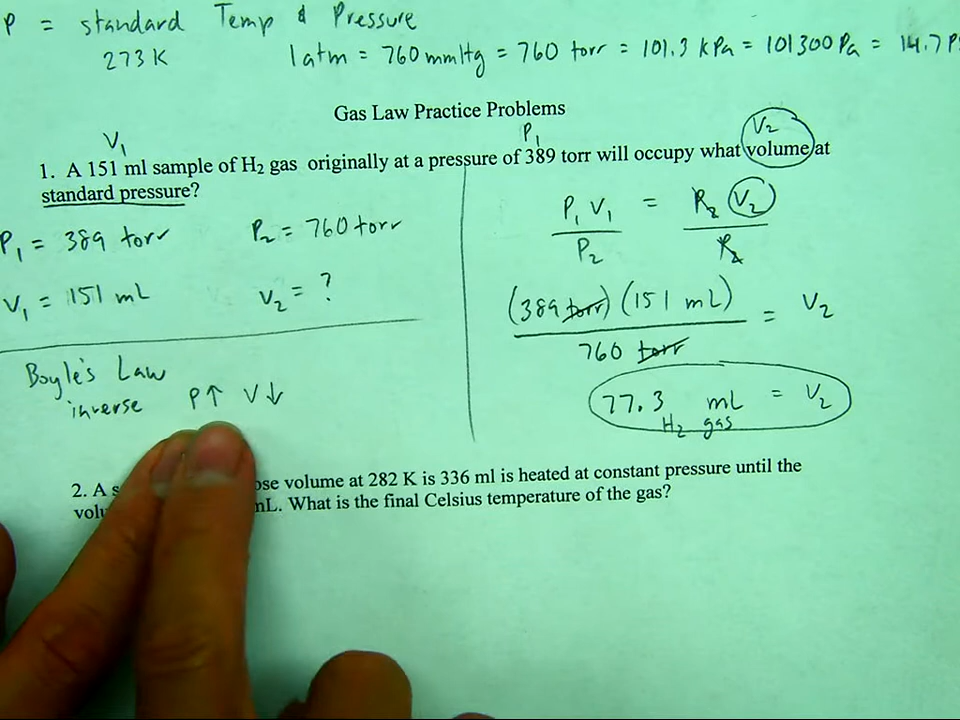 P = standard Temp & Pressure
273 K 1 atm = 760 mmHg = 760 torr = 101.3 kPa = 101300 Pa = 14.7
Gas Law Practice Problems
V₁ P₁ V₂
1. A 151 ml sample of H₂ gas originally at a pressure of 389 torr will occupy what volume at
standard pressure?
P₁ = 389 torr P₂ = 760 torr
V₁ = 151 mL V₂ = ?
Boyle's Law
inverse P↑ V↓
P₁ V₁ = P₂ V₂
P₂ P₂
(389 torr) (151 mL) = V₂
760 torr
77.3 mL = V₂
H₂ gas
2. A volume at 282 K is 336 ml is heated at constant pressure until the
mL. What is the final Celsius temperature of the gas?